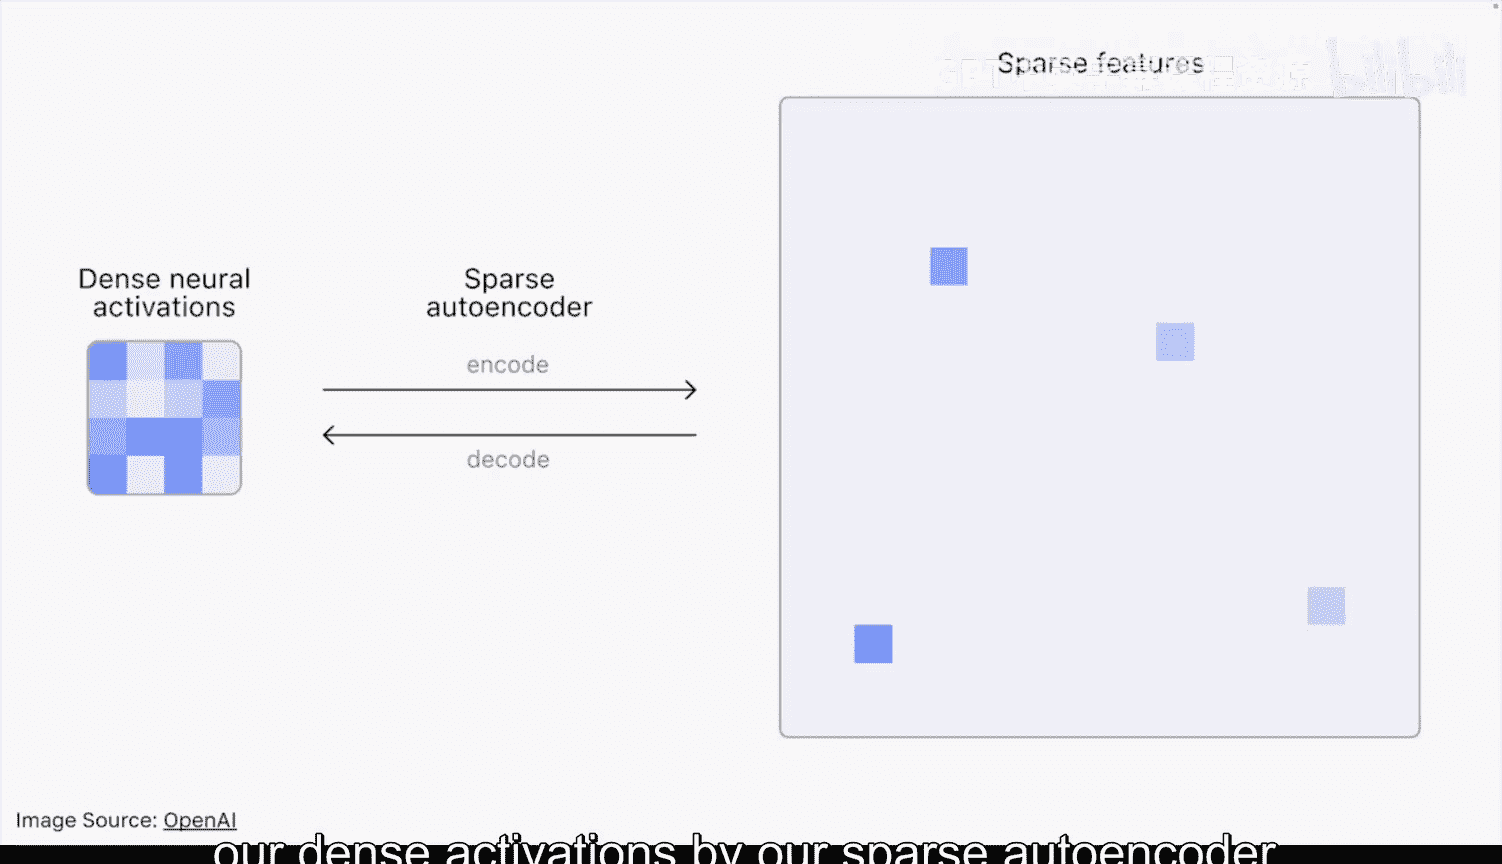 Sparse features
Dense neural
activations
Sparse
autoencoder
encode
decode
Image Source: OpenAI
our dense activations by our sparse autoencoder